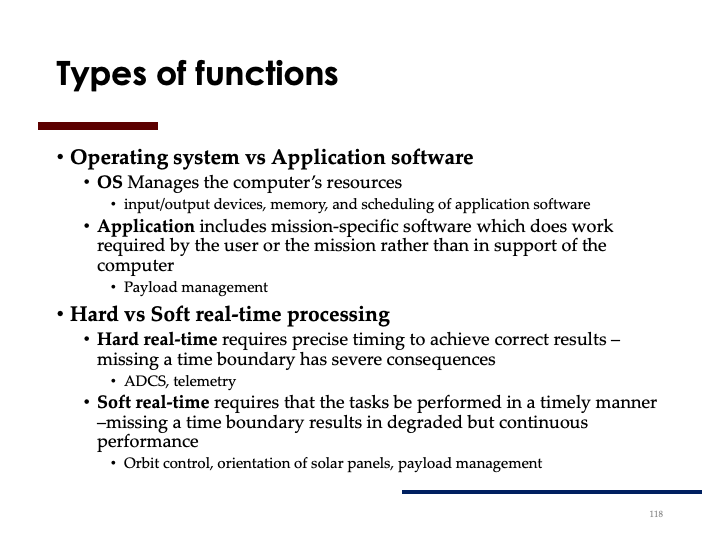 Types of functions
• Operating system vs Application software
• OS Manages the computer's resources
• input/output devices, memory, and scheduling of application software
• Application includes mission-specific software which does work
required by the user or the mission rather than in support of the
computer
• Payload management
• Hard vs Soft real-time processing
• Hard real-time requires precise timing to achieve correct results –
missing a time boundary has severe consequences
• ADCS, telemetry
• Soft real-time requires that the tasks be performed in a timely manner
–missing a time boundary results in degraded but continuous
performance
• Orbit control, orientation of solar panels, payload management
118